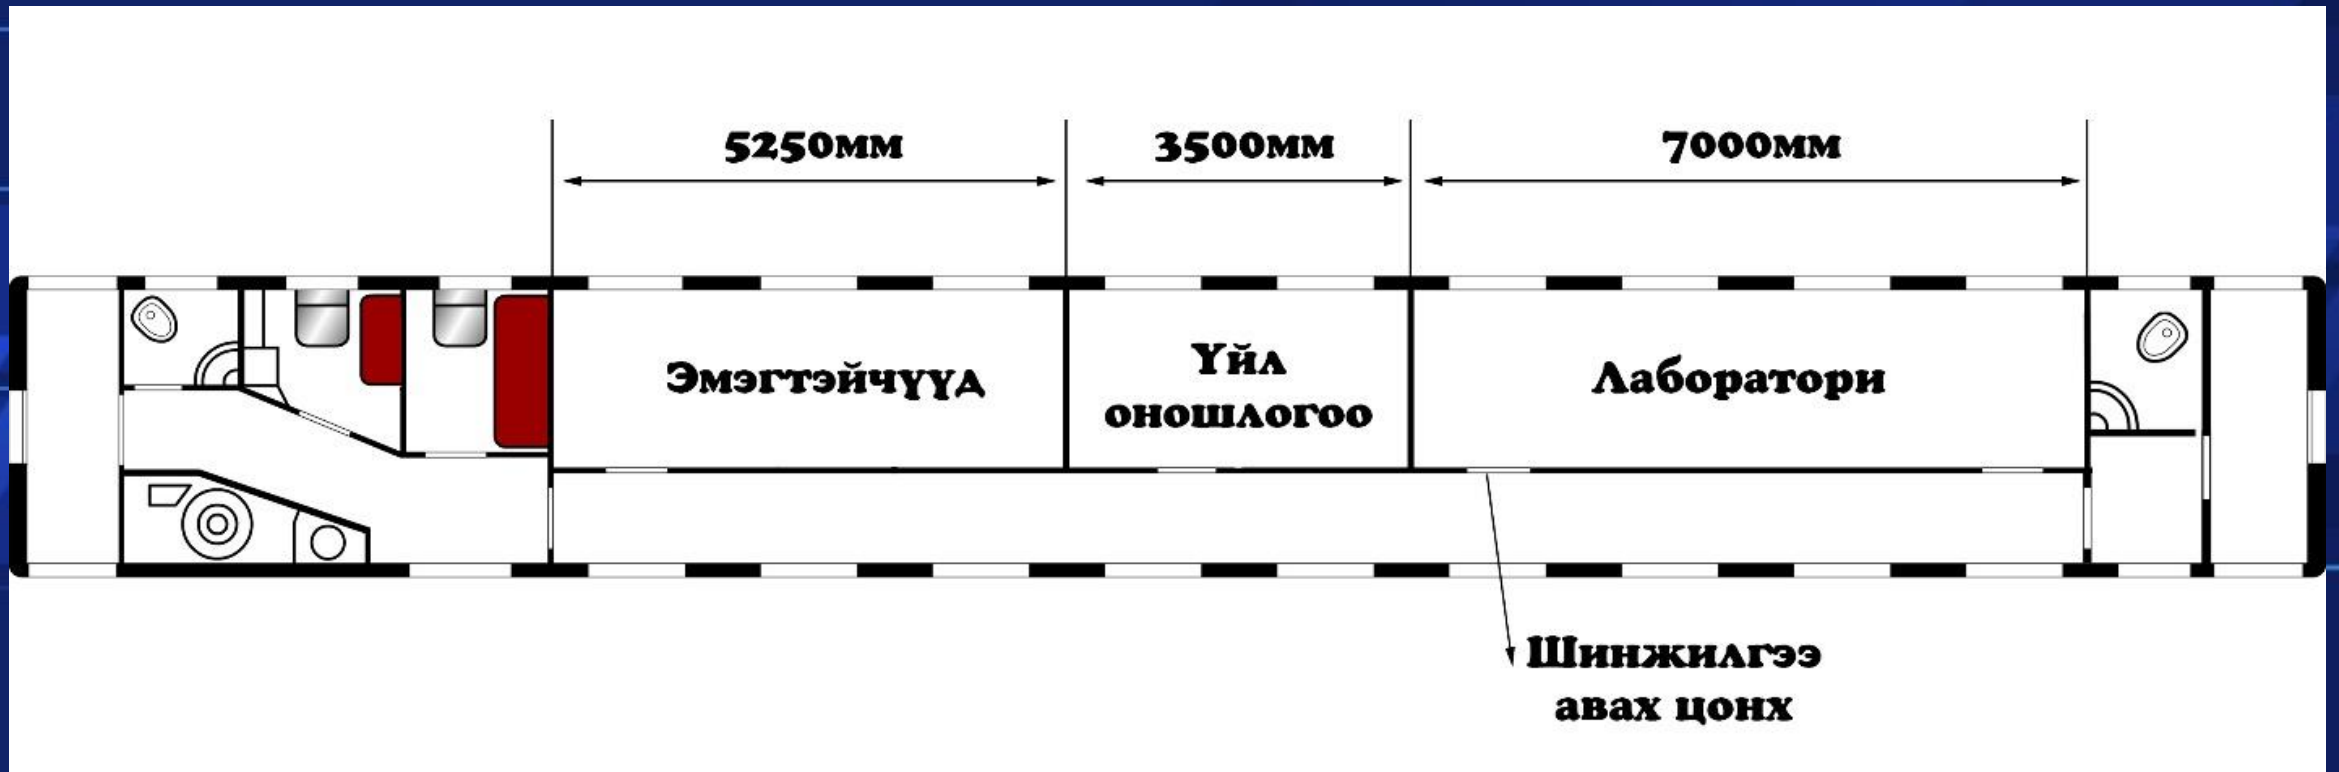 5250мм
3500мм
7000мм
Эмэгтэйчүүд
Үйл
оношлогоо
Лаборатори
Шинжилгээ
авах цонх